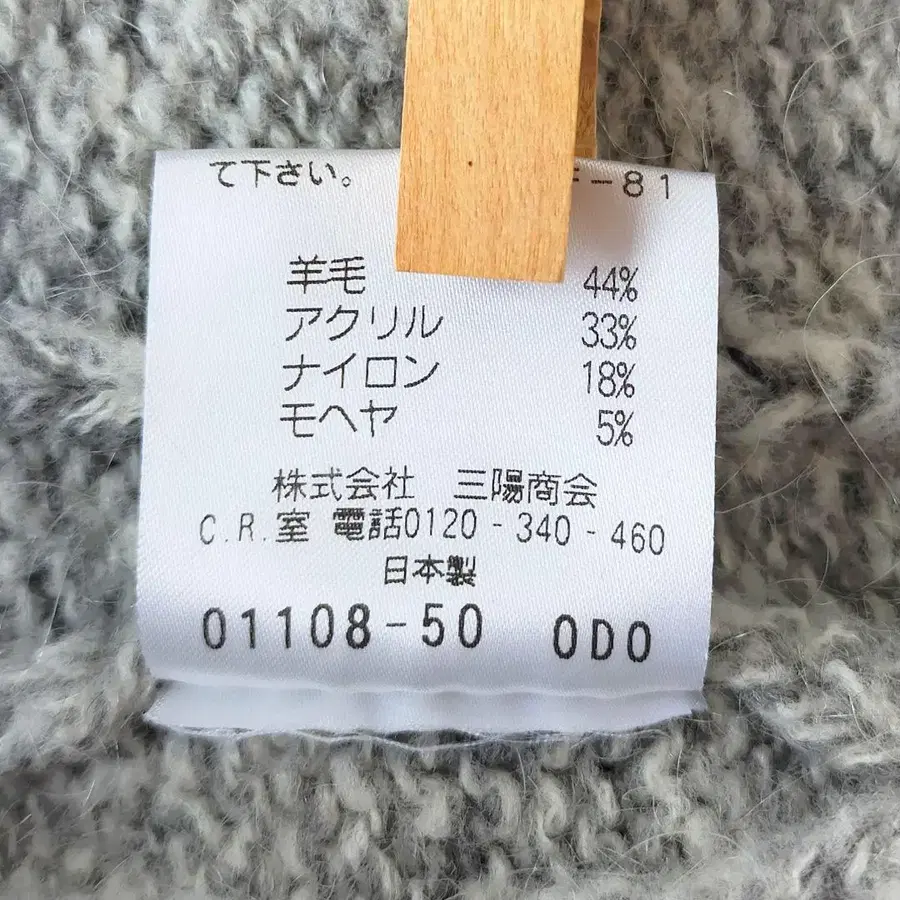 て下さい。 -81
羊毛 44%
アクリル 33%
ナイロン 18%
モヘヤ 5%
株式会社 三陽商会
C.R.室 電話0120-340-460
日本製
01108-50 0D0